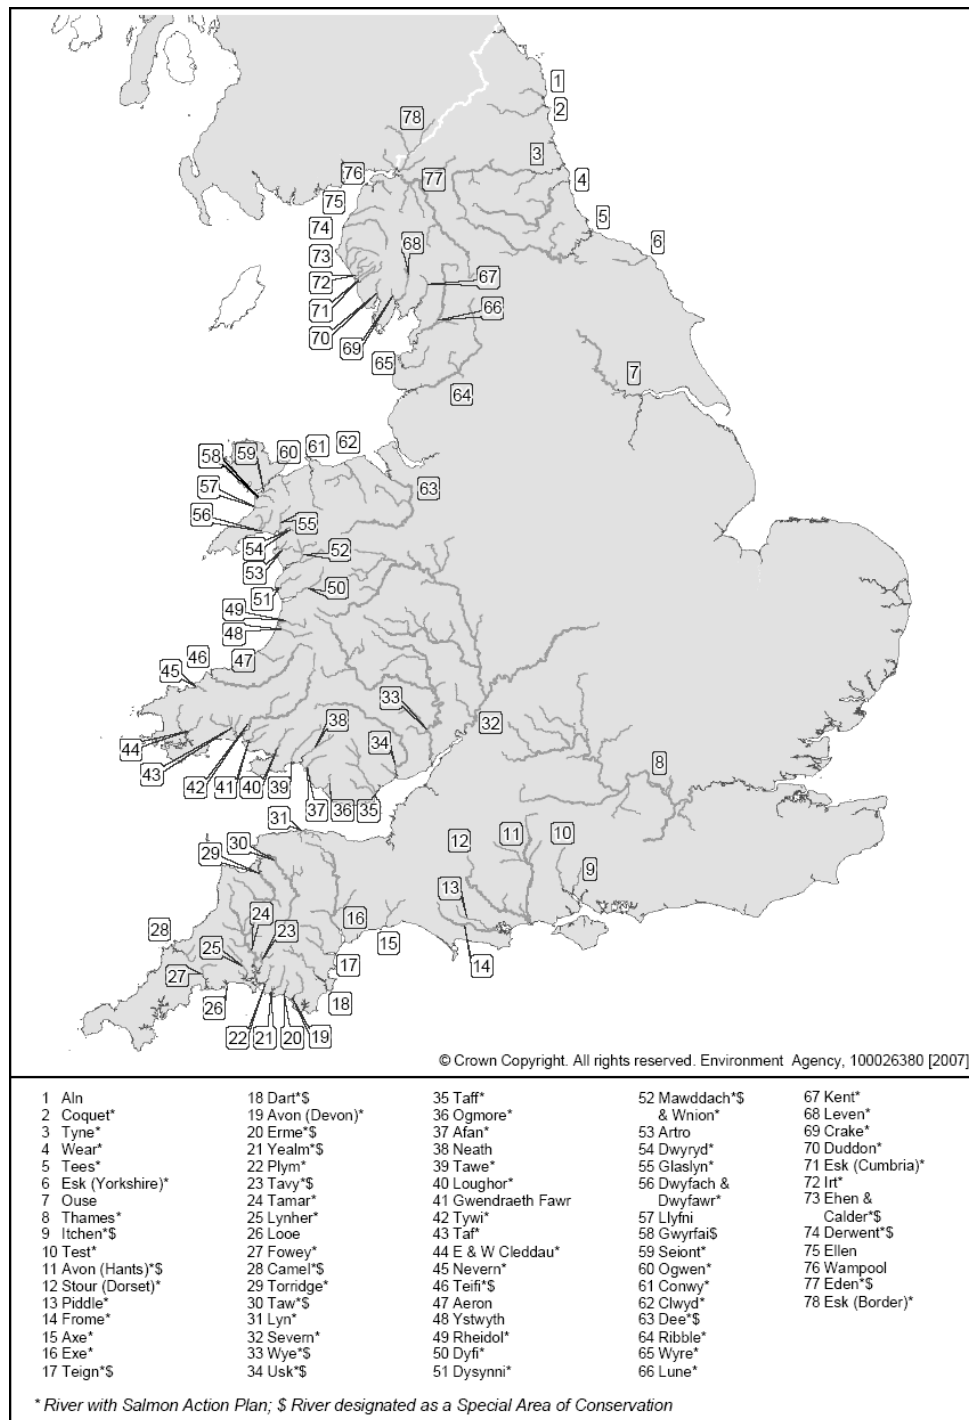 1
2
78
3
76
77
4
75
5
74
6
68
73
67
72
71
66
70
69
65
7
64
62
61
60
59
58
63
57
56
55
54
52
53
51
50
49
48
46
47
45
33
32
38
34
44
8
43
42
41
40
39
37
36
35
31
11
10
12
30
29
9
13
24
16
23
28
15
25
14
17
27
18
26
22
21
20
19
© Crown Copyright. All rights reserved. Environment Agency, 100026380 [2007]
1 Aln
2 Coquet*
3 Tyne*
4 Wear*
5 Tees*
6 Esk (Yorkshire)*
7 Ouse
8 Thames*
9 Itchen*$
10 Test*
11 Avon (Hants)*$
12 Stour (Dorset)*
13 Piddle*
14 Frome*
15 Axe*
16 Exe*
17 Teign*$
18 Dart*$
19 Avon (Devon)*
20 Erme*$
21 Yealm*$
22 Plym*
23 Tavy*$
24 Tamar*
25 Lynher*
26 Looe
27 Fowey*
28 Camel*$
29 Torridge*
30 Taw*$
31 Lyn*
32 Severn*
33 Wye*$
34 Usk*$
35 Taff*
36 Ogmore*
37 Afan*
38 Neath
39 Tawe*
40 Loughor*
41 Gwendraeth Fawr
42 Tywi*
43 Taf*
44 E & W Cleddau*
45 Nevern*
46 Teifi*$
47 Aeron
48 Ystwyth
49 Rheidol*
50 Dyfi*
51 Dysynni*
52 Mawddach*$
& Wnion*
53 Artro
54 Dwyryd*
55 Glaslyn*
56 Dwyfach &
Dwyfawr*
57 Llyfni
58 Gwyrfai$
59 Seiont*
60 Ogwen*
61 Conwy*
62 Clwyd*
63 Dee*$
64 Ribble*
65 Wyre*
66 Lune*
67 Kent*
68 Leven*
69 Crake*
70 Duddon*
71 Esk (Cumbria)*
72 Irt*
73 Ehen &
Calder*$
74 Derwent*$
75 Ellen
76 Wampool
77 Eden*$
78 Esk (Border)*
* River with Salmon Action Plan; $ River designated as a Special Area of Conservation